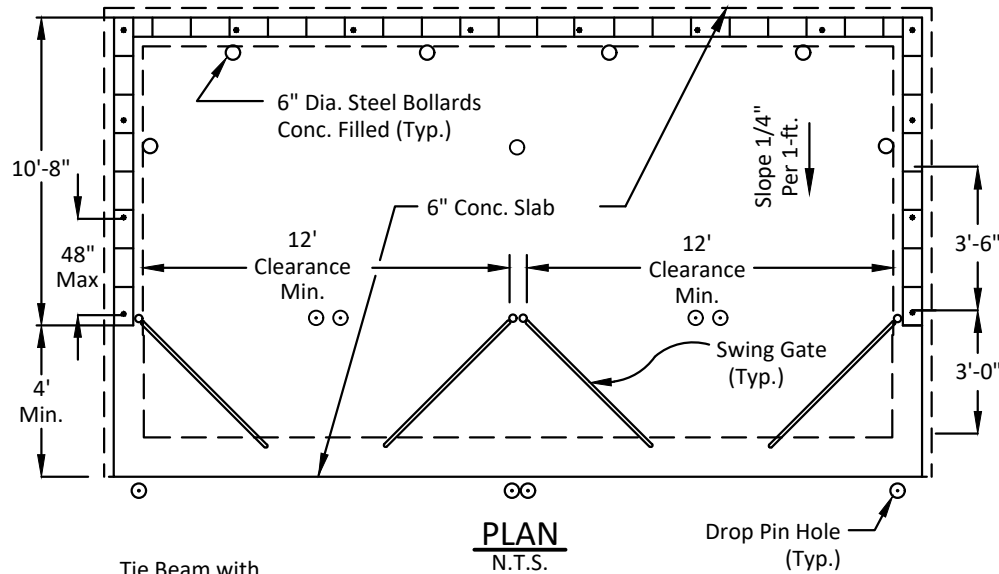 6" Dia. Steel Bollards
Conc. Filled (Typ.)
Slope 1/4"
Per 1-ft.
10'-8"
6" Conc. Slab
48"
Max
12'
Clearance
Min.
12'
Clearance
Min.
3'-6"
4'
Min.
Swing Gate
(Typ.)
3'-0"
PLAN
N.T.S.
Drop Pin Hole
(Typ.)
Tie Beam with